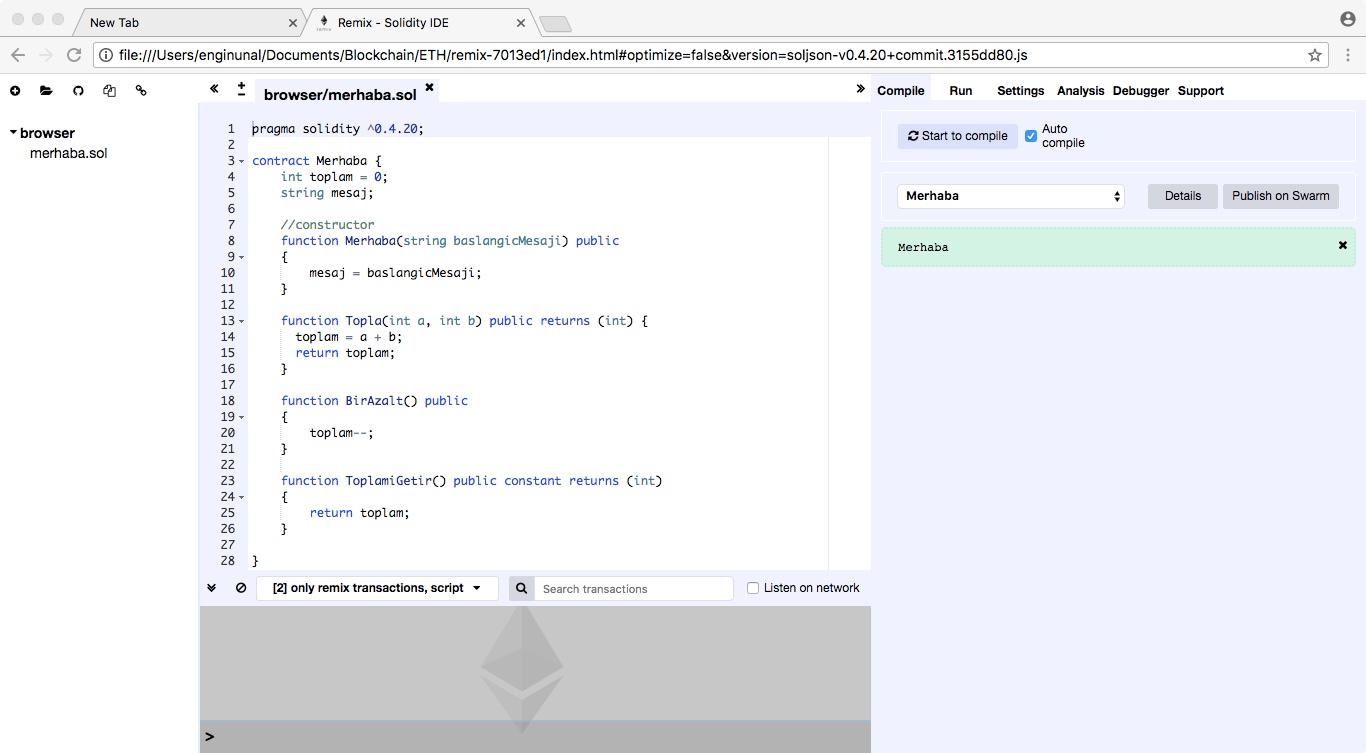 New Tab
Remix - Solidity IDE
file:///Users/enginunal/Documents/Blockchain/ETH/remix-7013ed1/index.html#optimize=false&version=soljson-v0.4.20+commit.3155dd80.js
browser
merhaba.sol
browser/merhaba.sol
1 pragma solidity ^0.4.20;
2
3 contract Merhaba {
4 int toplam = 0;
5 string mesaj;
6
7 //constructor
8 function Merhaba(string baslangicMesaji) public
9 {
10 mesaj = baslangicMesaji;
11 }
12
13 function Topla(int a, int b) public returns (int) {
14 toplam = a + b;
15 return toplam;
16 }
17
18 function BirAzalt() public
19 {
20 toplam--;
21 }
22
23 function ToplamiGetir() public constant returns (int)
24 {
25 return toplam;
26 }
27
28 }
[2] only remix transactions, script
Search transactions
Listen on network
>
Compile Run Settings Analysis Debugger Support
Start to compile
Auto
compile
Merhaba
Details
Publish on Swarm
Merhaba